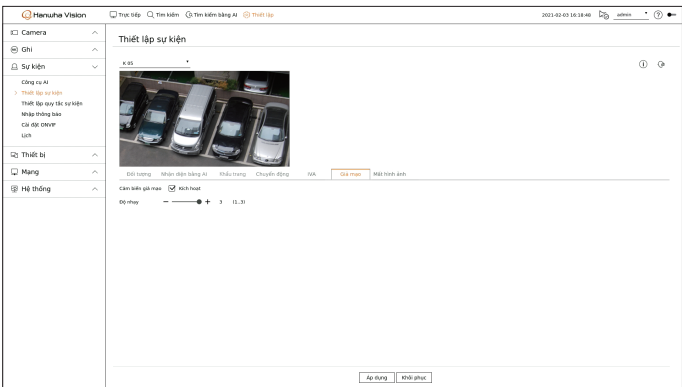 Hanwha Vision
Trực tiếp Tìm kiếm Tìm kiếm bằng AI Thiết lập 2021-02-03 16:18:48 admin
Camera
Ghi
Sự kiện
Công cụ AI
Thiết lập sự kiện
Thiết lập quy tắc sự kiện
Nhập thông báo
Cài đặt ONVIF
Lịch
Thiết bị
Mạng
Hệ thống
Thiết lập sự kiện
K 05
Đối tượng Nhận diện bằng AI Khẩu trang Chuyển động IVA Giả mạo Mất hình ảnh
Cảm biến giả mạo Kích hoạt
Độ nhạy − + 3 (1..3)
Áp dụng Khôi phục